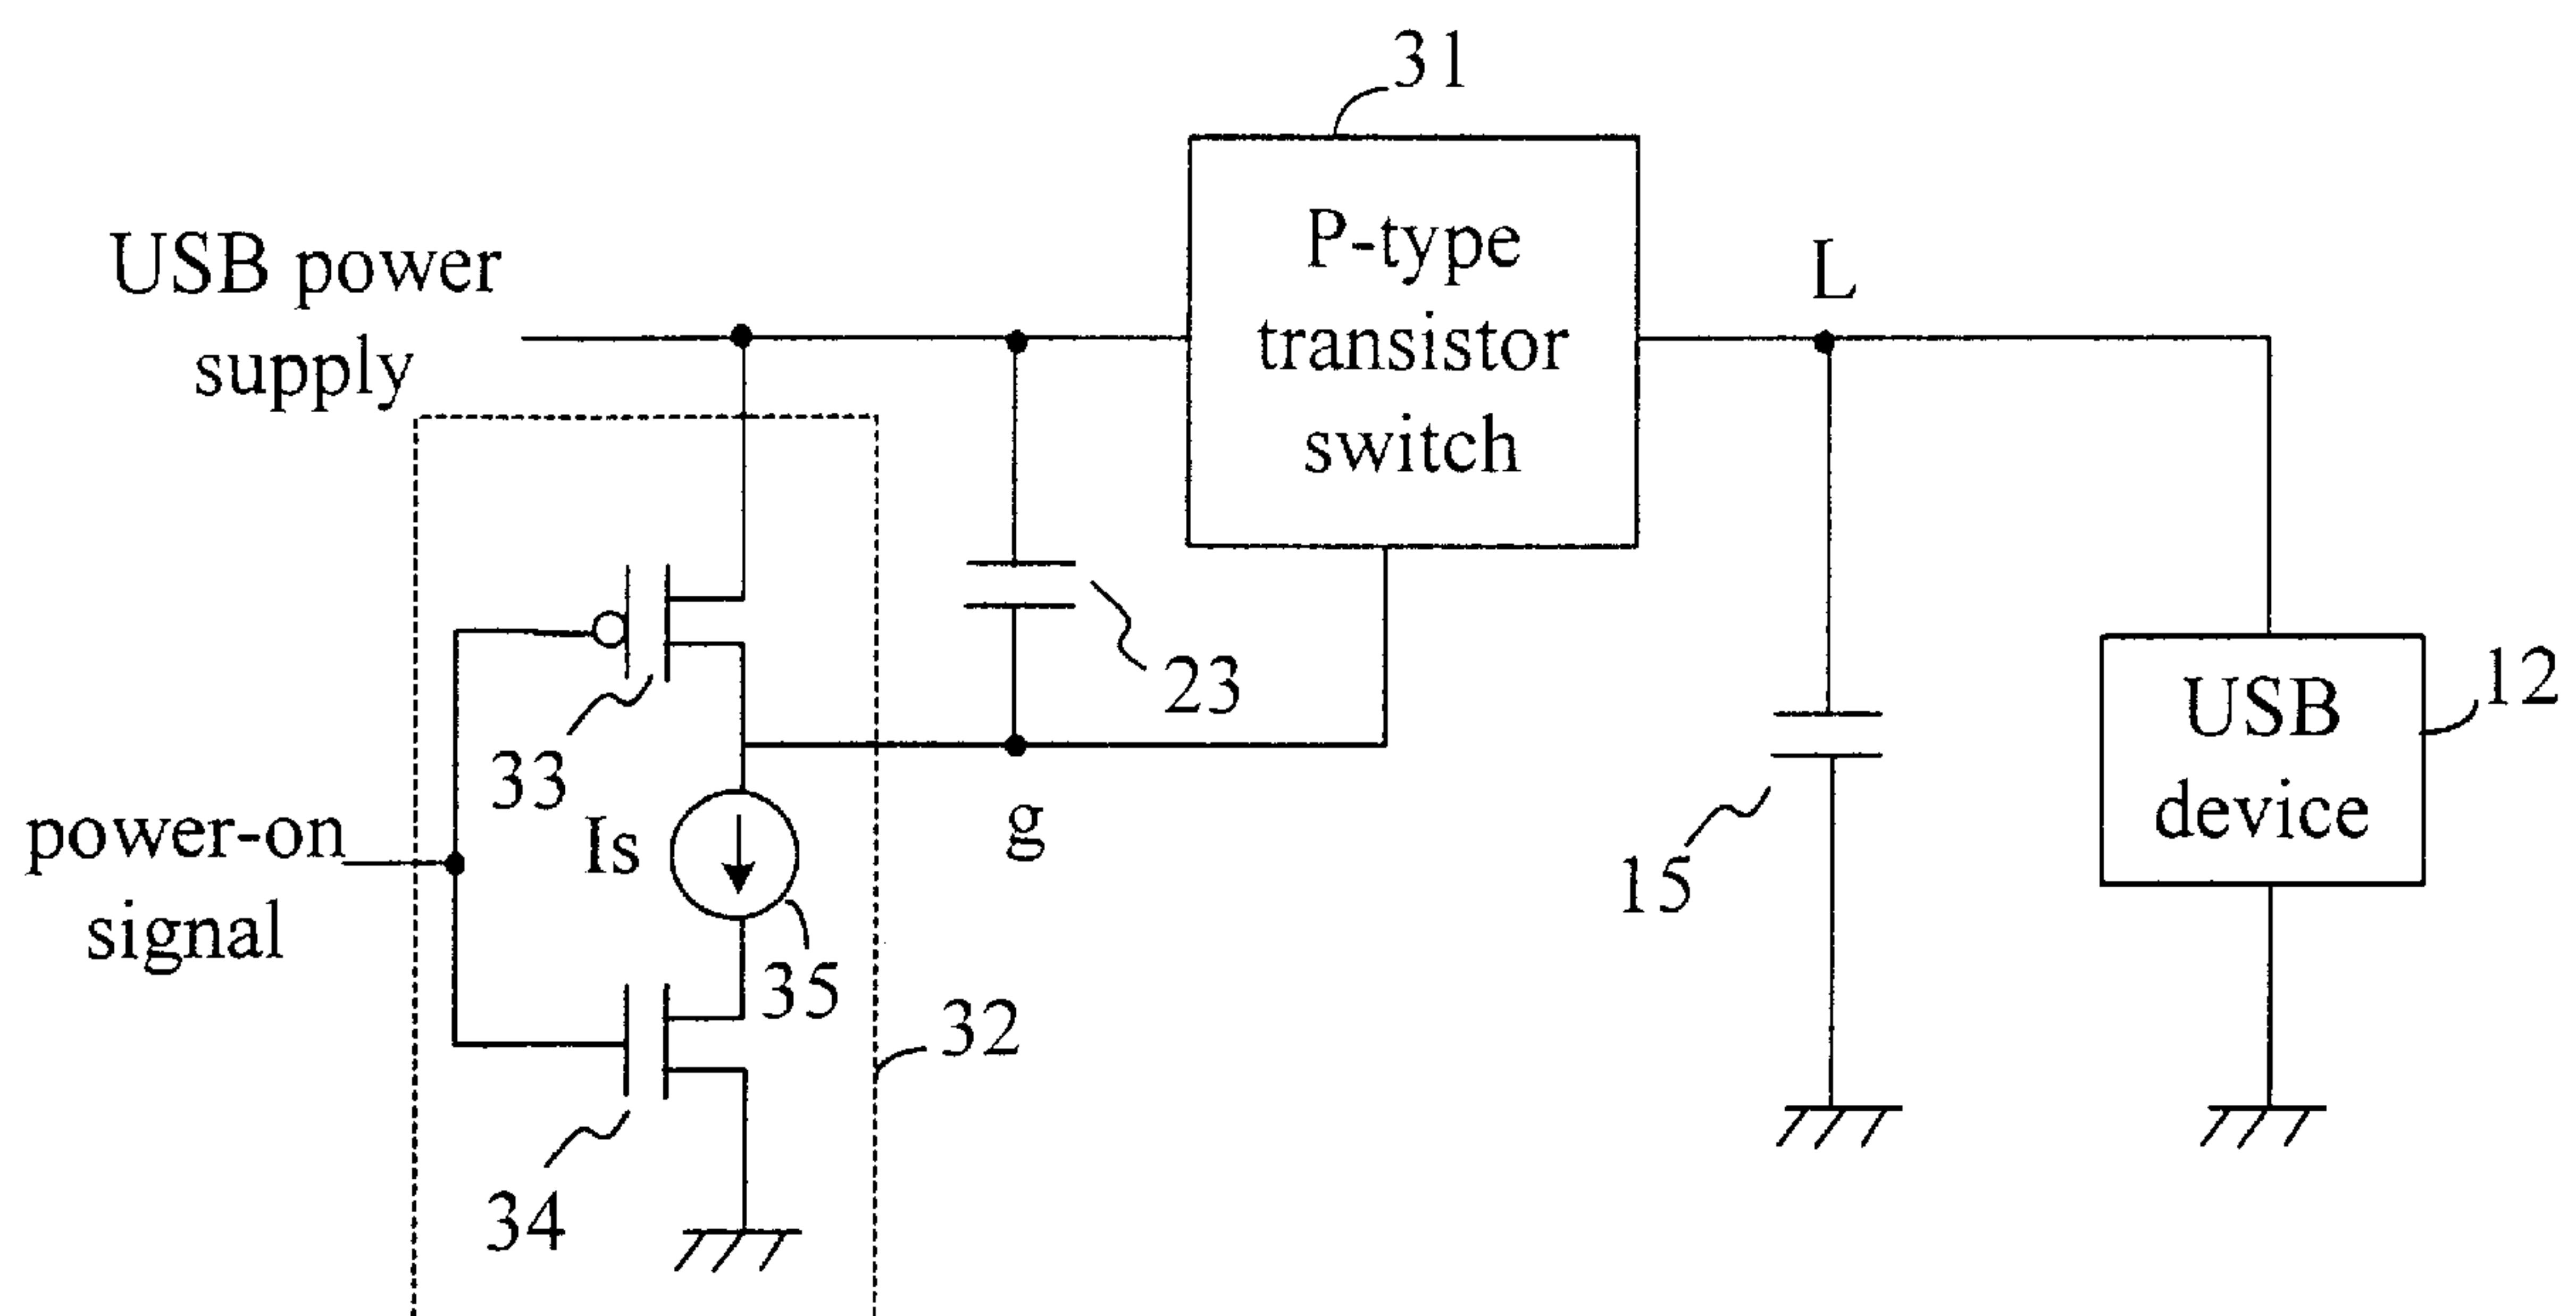 31
USB power
supply
P-type
transistor
switch
L
23
33
USB
device
12
power-on
signal
Is
g
15
35
32
34